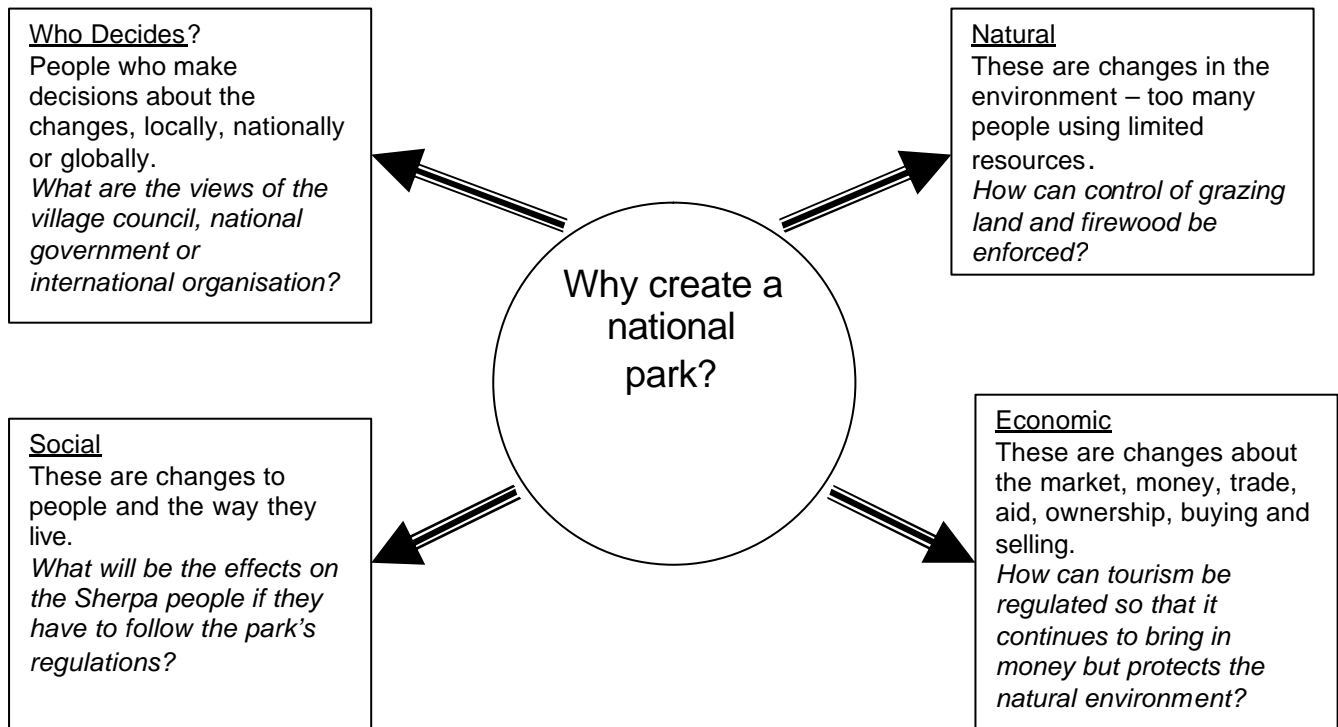 Who Decides?
People who make
decisions about the
changes, locally, nationally
or globally.
What are the views of the
village council, national
government or
international organisation?
Natural
These are changes in the
environment – too many
people using limited
resources.
How can control of grazing
land and firewood be
enforced?
Why create a
national
park?
Social
These are changes to
people and the way they
live.
What will be the effects on
the Sherpa people if they
have to follow the park's
regulations?
Economic
These are changes about
the market, money, trade,
aid, ownership, buying and
selling.
How can tourism be
regulated so that it
continues to bring in
money but protects the
natural environment?